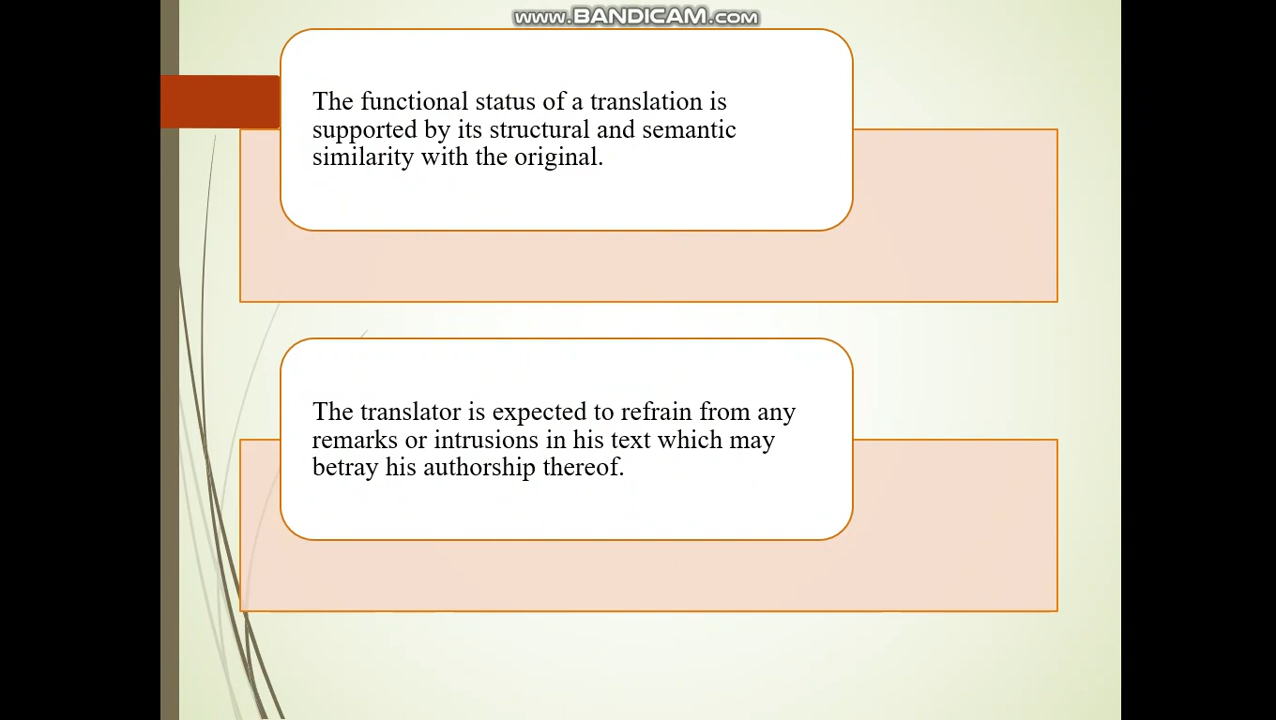 www.BANDICAM.com
The functional status of a translation is
supported by its structural and semantic
similarity with the original.
The translator is expected to refrain from any
remarks or intrusions in his text which may
betray his authorship thereof.